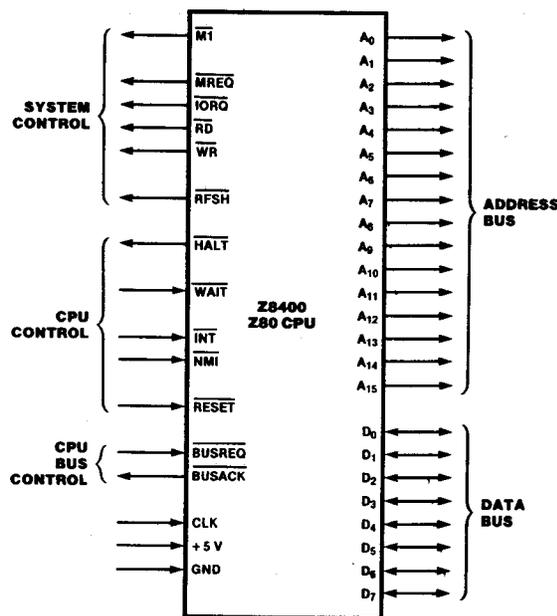 SYSTEM
CONTROL
M1
MREQ
IORQ
RD
WR
RFSH
CPU
CONTROL
HALT
WAIT
INT
NMI
RESET
CPU
BUS
CONTROL
BUSREQ
BUSACK
CLK
+5 V
GND
Z8400
Z80 CPU
A0
A1
A2
A3
A4
A5
A6
A7
A8
A9
A10
A11
A12
A13
A14
A15
ADDRESS
BUS
D0
D1
D2
D3
D4
D5
D6
D7
DATA
BUS